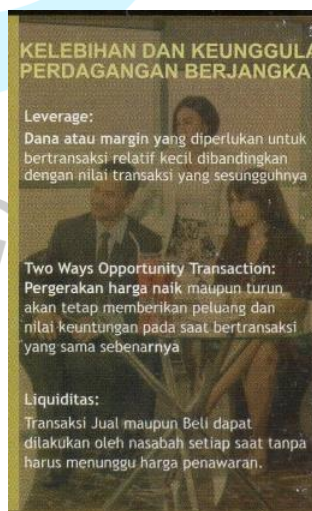 KELEBIHAN DAN KEUNGGULA
PERDAGANGAN BERJANGKA
Leverage:
Dana atau margin yang diperlukan untuk
bertransaksi relatif kecil dibandingkan
dengan nilai transaksi yang sesungguhnya
Two Ways Opportunity Transaction:
Pergerakan harga naik maupun turun
akan tetap memberikan peluang dan
nilai keuntungan pada saat bertransaksi
yang sama sebenarnya
Liquiditas:
Transaksi Jual maupun Beli dapat
dilakukan oleh nasabah setiap saat tanpa
harus menunggu harga penawaran.